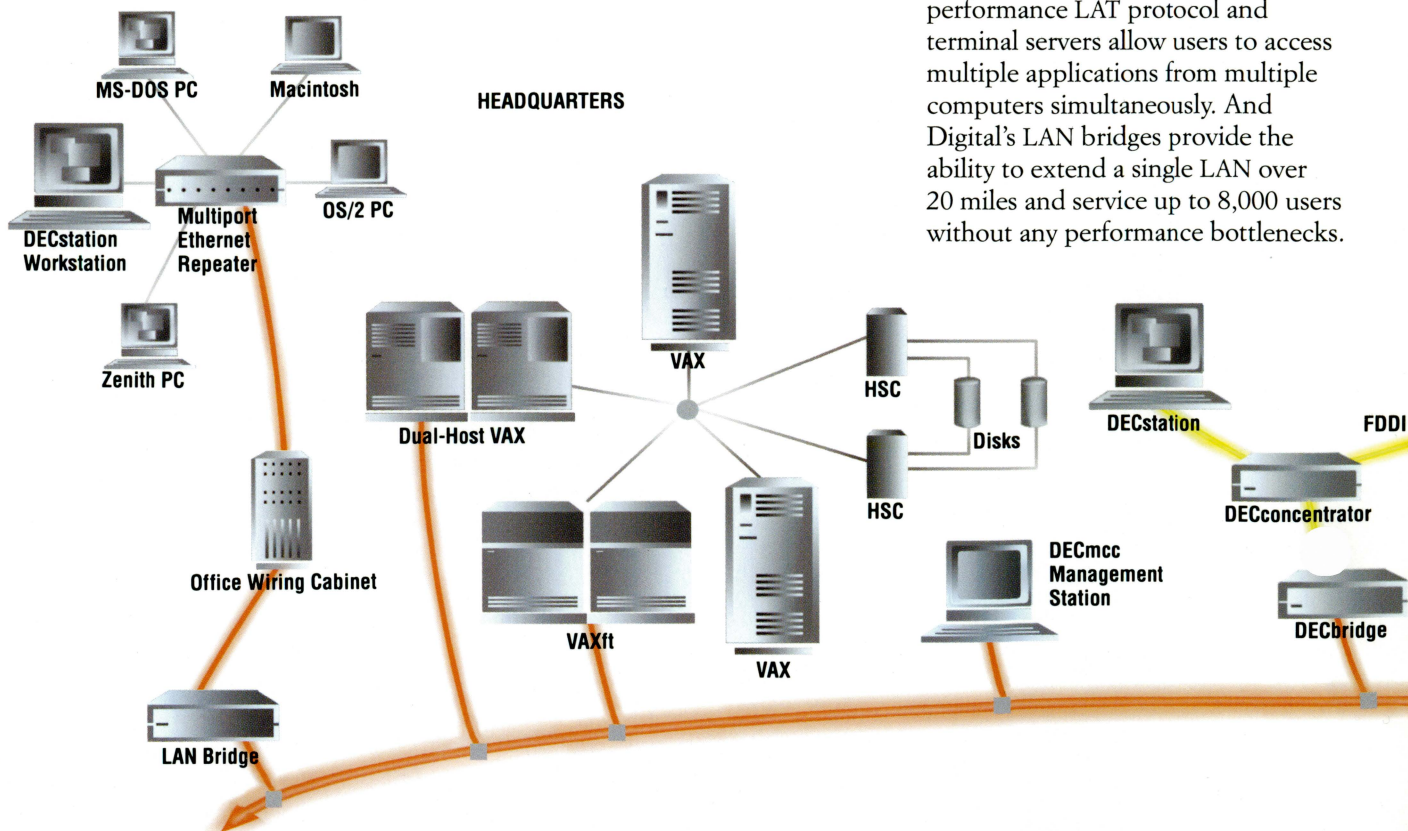 performance LAT protocol and
terminal servers allow users to access
multiple applications from multiple
computers simultaneously. And
Digital's LAN bridges provide the
ability to extend a single LAN over
20 miles and service up to 8,000 users
without any performance bottlenecks.
HEADQUARTERS
MS-DOS PC
Macintosh
DECstation
Workstation
Multiport
Ethernet
Repeater
OS/2 PC
Zenith PC
Office Wiring Cabinet
LAN Bridge
Dual-Host VAX
VAX
VAXft
VAX
HSC
HSC
Disks
DECstation
FDDI
DECconcentrator
DECmcc
Management
Station
DECbridge